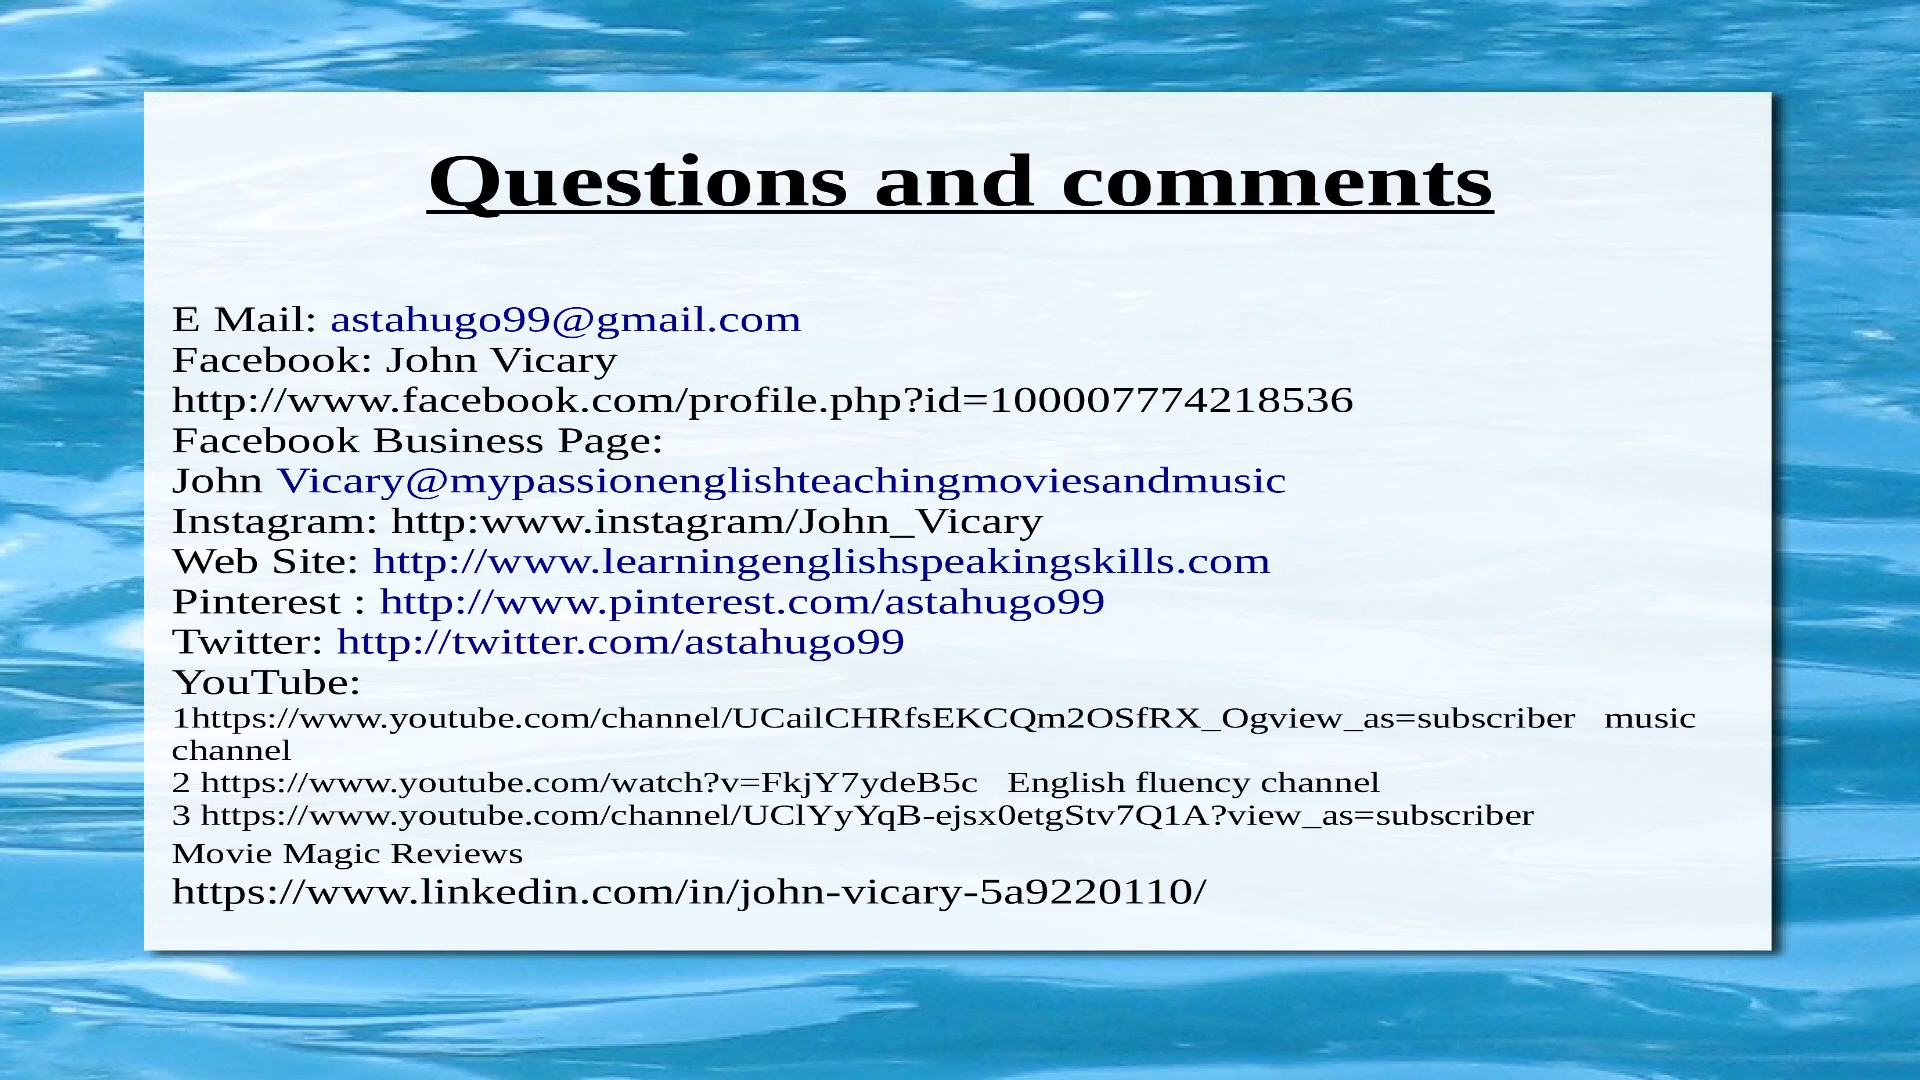 Questions and comments
E Mail: astahugo99@gmail.com
Facebook: John Vicary
http://www.facebook.com/profile.php?id=100007774218536
Facebook Business Page:
John Vicary@mypassionenglishteachingmoviesandmusic
Instagram: http:www.instagram/John_Vicary
Web Site: http://www.learningenglishspeakingskills.com
Pinterest : http://www.pinterest.com/astahugo99
Twitter: http://twitter.com/astahugo99
YouTube:
1https://www.youtube.com/channel/UCailCHRfsEKCQm2OSfRX_Ogview_as=subscriber music
channel
2 https://www.youtube.com/watch?v=FkjY7ydeB5c English fluency channel
3 https://www.youtube.com/channel/UClYyYqB-ejsx0etgStv7Q1A?view_as=subscriber
Movie Magic Reviews
https://www.linkedin.com/in/john-vicary-5a9220110/